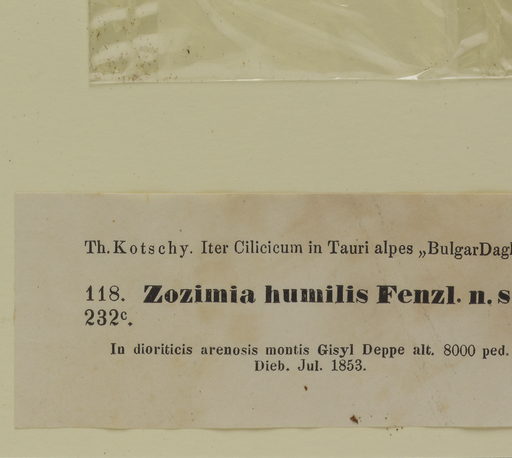 Th. Kotschy. Iter Cilicicum in Tauri alpes „BulgarDagh
118. Zozimia humilis Fenzl. n. s
232ᶜ.
In dioriticis arenosis montis Gisyl Deppe alt. 8000 ped.
Dieb. Jul. 1853.